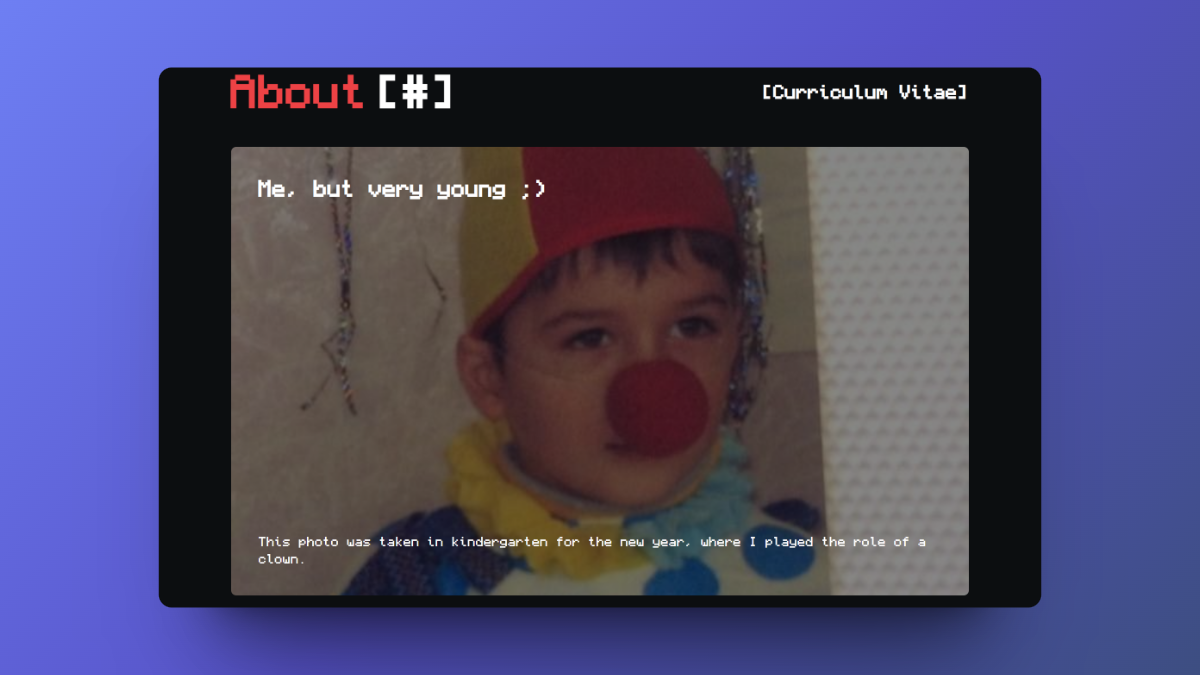 About [#]
[Curriculum Vitae]
Me, but very young ;)
This photo was taken in kindergarten for the new year, where I played the role of a
clown.